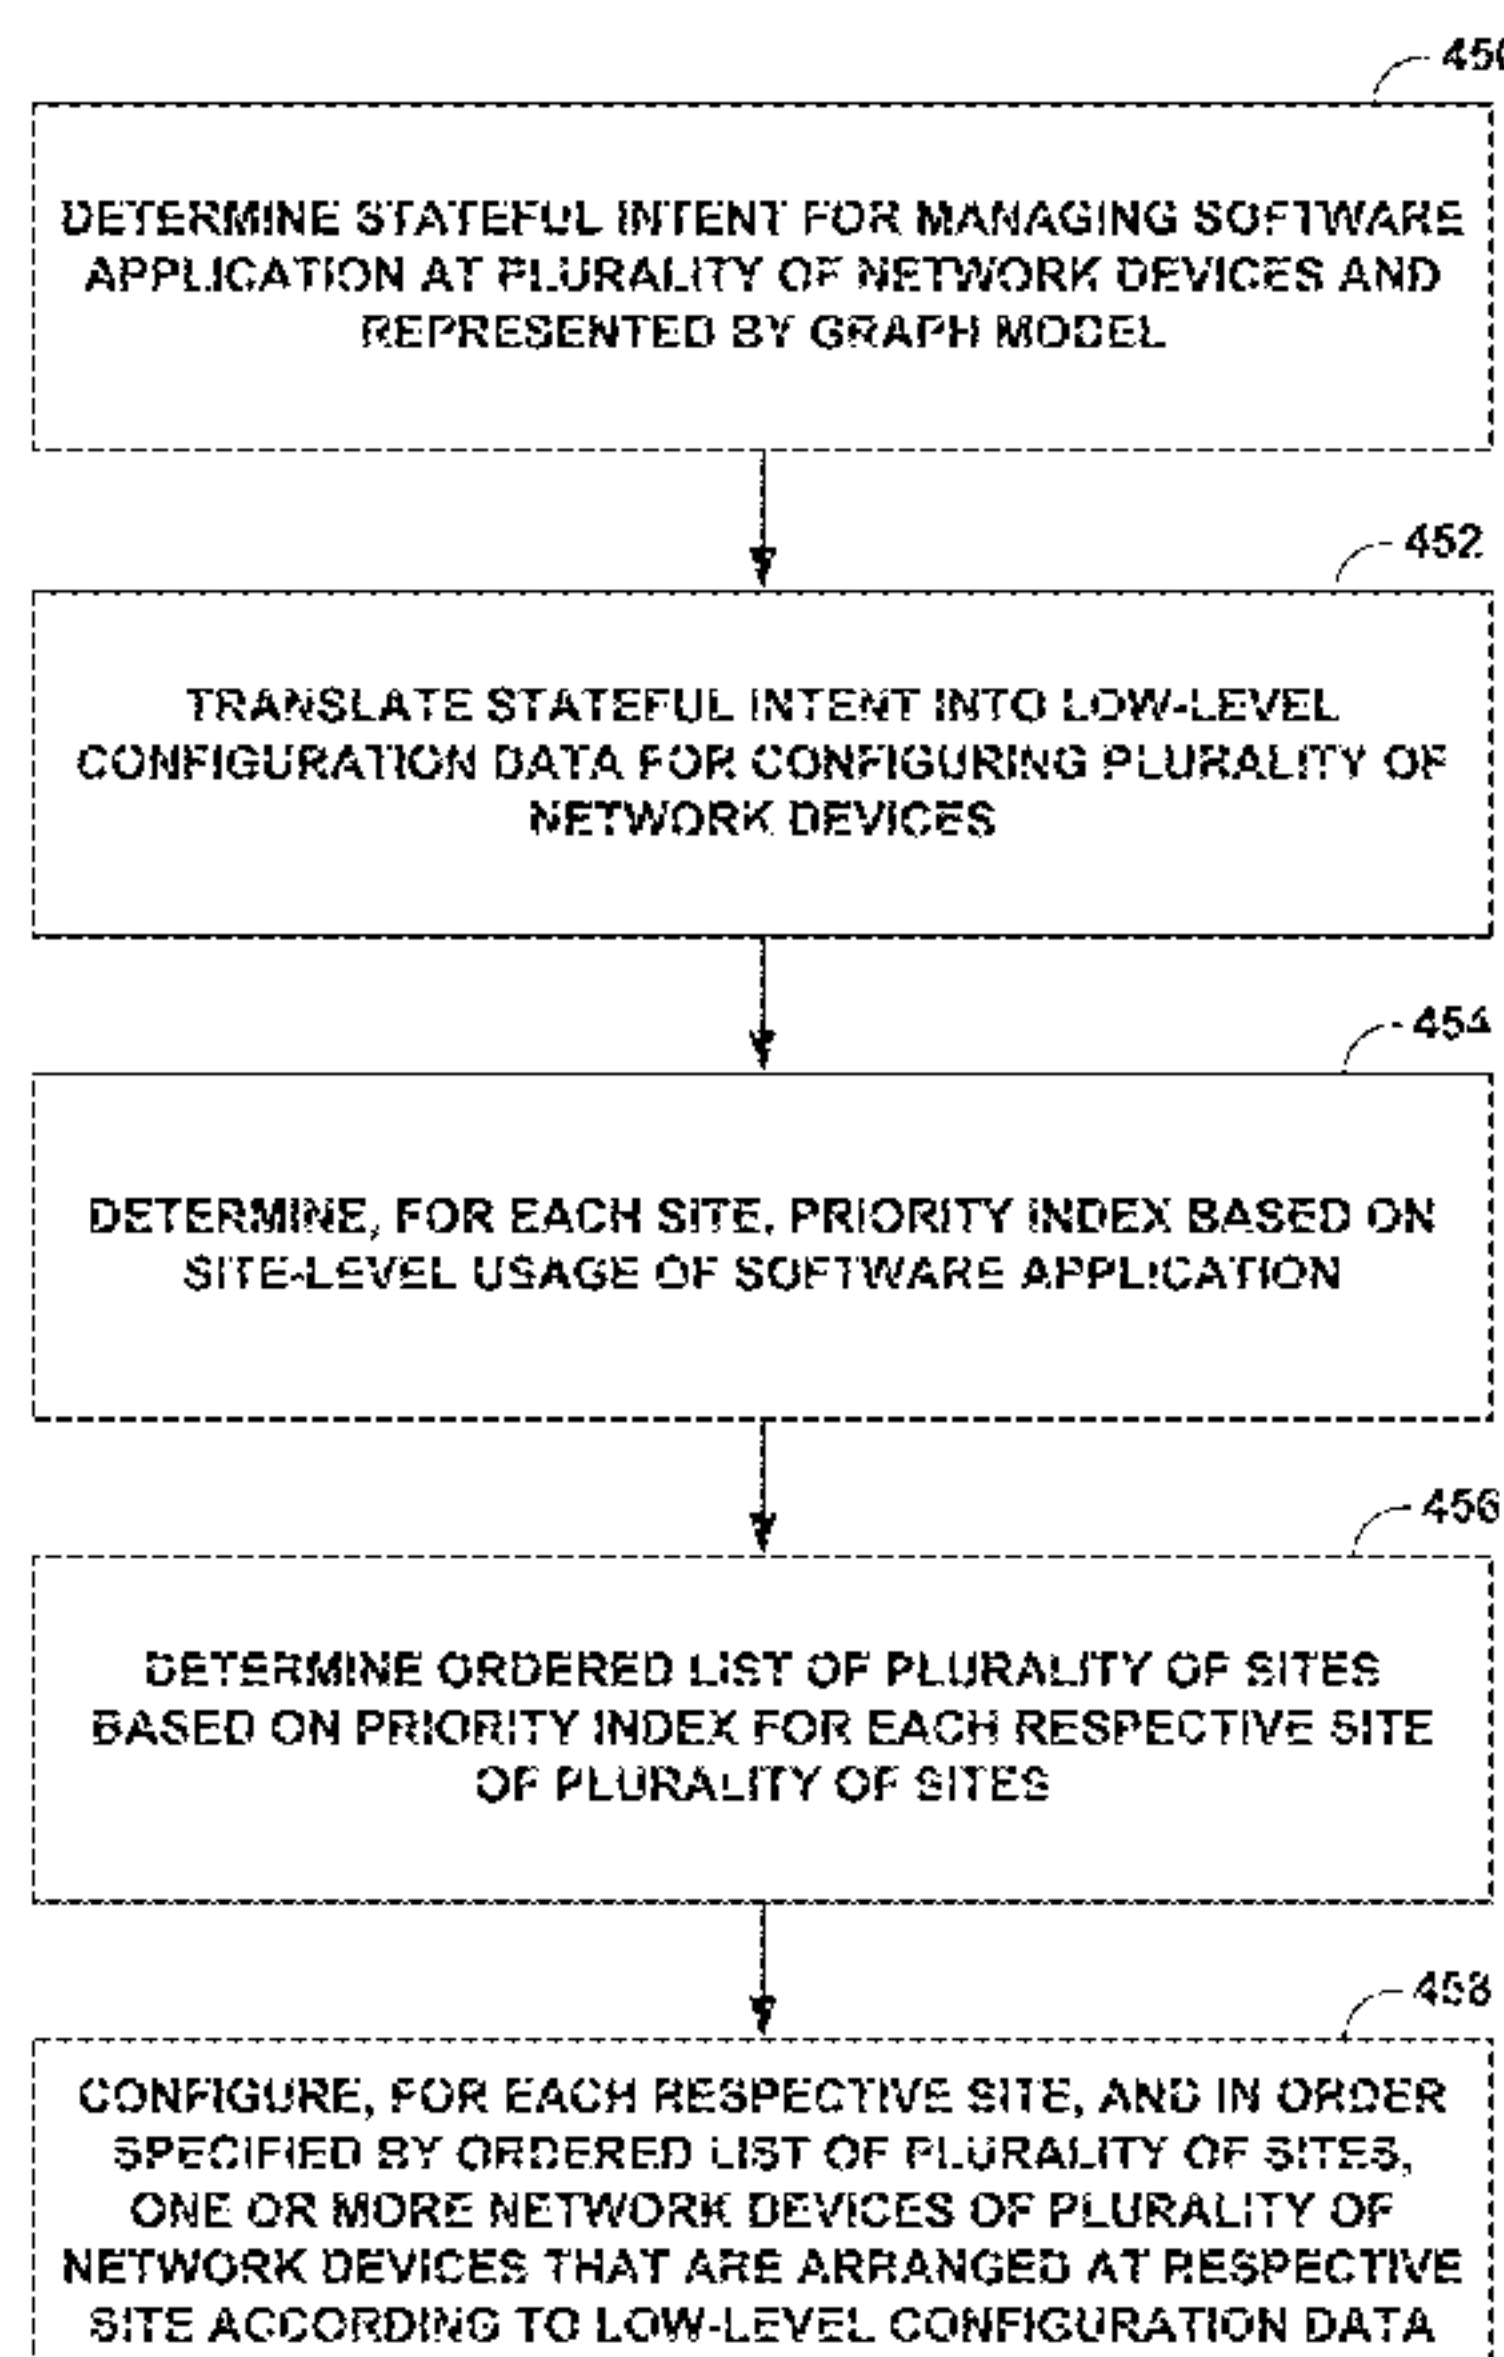 450
DETERMINE STATEFUL INTENT FOR MANAGING SOFTWARE
APPLICATION AT PLURALITY OF NETWORK DEVICES AND
REPRESENTED BY GRAPH MODEL
452
TRANSLATE STATEFUL INTENT INTO LOW-LEVEL
CONFIGURATION DATA FOR CONFIGURING PLURALITY OF
NETWORK DEVICES
454
DETERMINE, FOR EACH SITE, PRIORITY INDEX BASED ON
SITE-LEVEL USAGE OF SOFTWARE APPLICATION
456
DETERMINE ORDERED LIST OF PLURALITY OF SITES
BASED ON PRIORITY INDEX FOR EACH RESPECTIVE SITE
OF PLURALITY OF SITES
458
CONFIGURE, FOR EACH RESPECTIVE SITE, AND IN ORDER
SPECIFIED BY ORDERED LIST OF PLURALITY OF SITES,
ONE OR MORE NETWORK DEVICES OF PLURALITY OF
NETWORK DEVICES THAT ARE ARRANGED AT RESPECTIVE
SITE ACCORDING TO LOW-LEVEL CONFIGURATION DATA